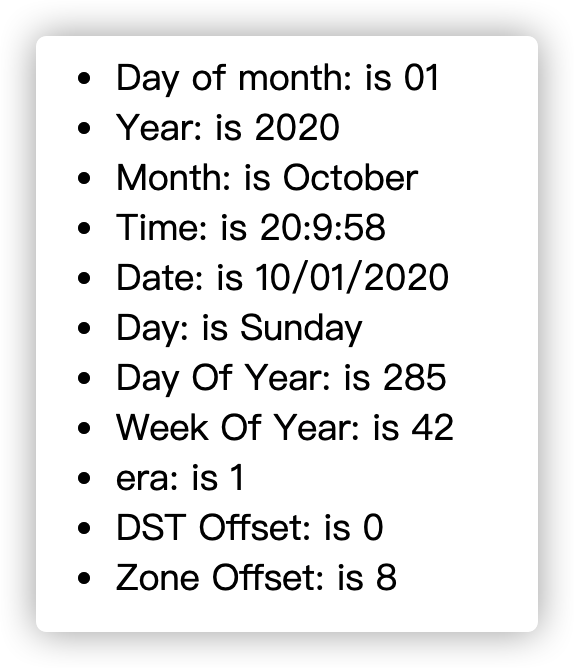 • Day of month: is 01
• Year: is 2020
• Month: is October
• Time: is 20:9:58
• Date: is 10/01/2020
• Day: is Sunday
• Day Of Year: is 285
• Week Of Year: is 42
• era: is 1
• DST Offset: is 0
• Zone Offset: is 8